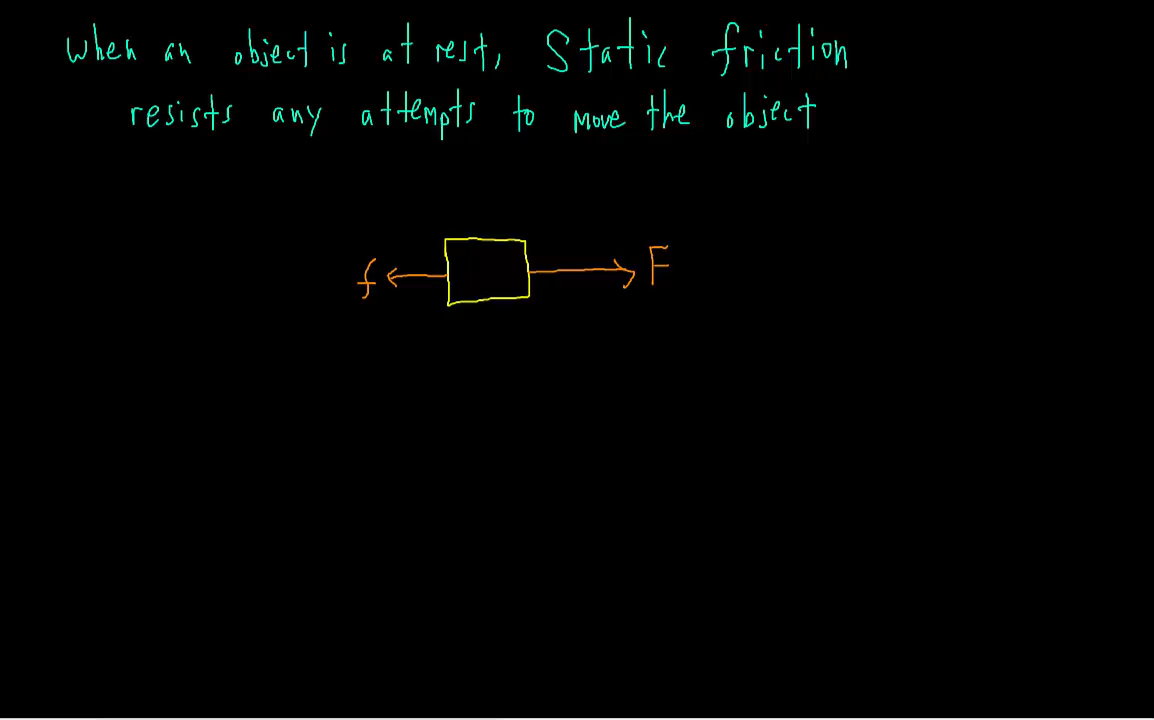 When an object is at rest, Static friction
resists any attempts to move the object
f F